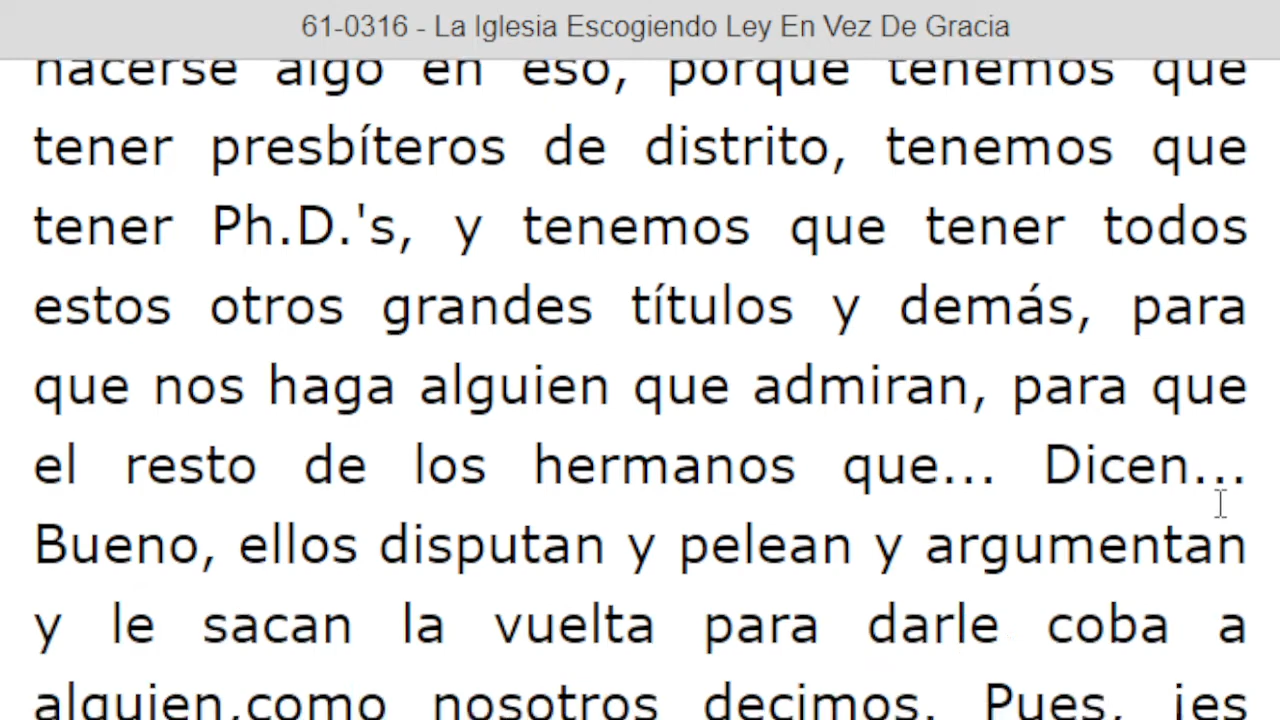 61-0316 - La Iglesia Escogiendo Ley En Vez De Gracia
hacerse algo en eso, porque tenemos que
tener presbíteros de distrito, tenemos que
tener Ph.D.'s, y tenemos que tener todos
estos otros grandes títulos y demás, para
que nos haga alguien que admiran, para que
el resto de los hermanos que... Dicen...
Bueno, ellos disputan y pelean y argumentan
y le sacan la vuelta para darle coba a
alguien,como nosotros decimos. Pues, ¡es